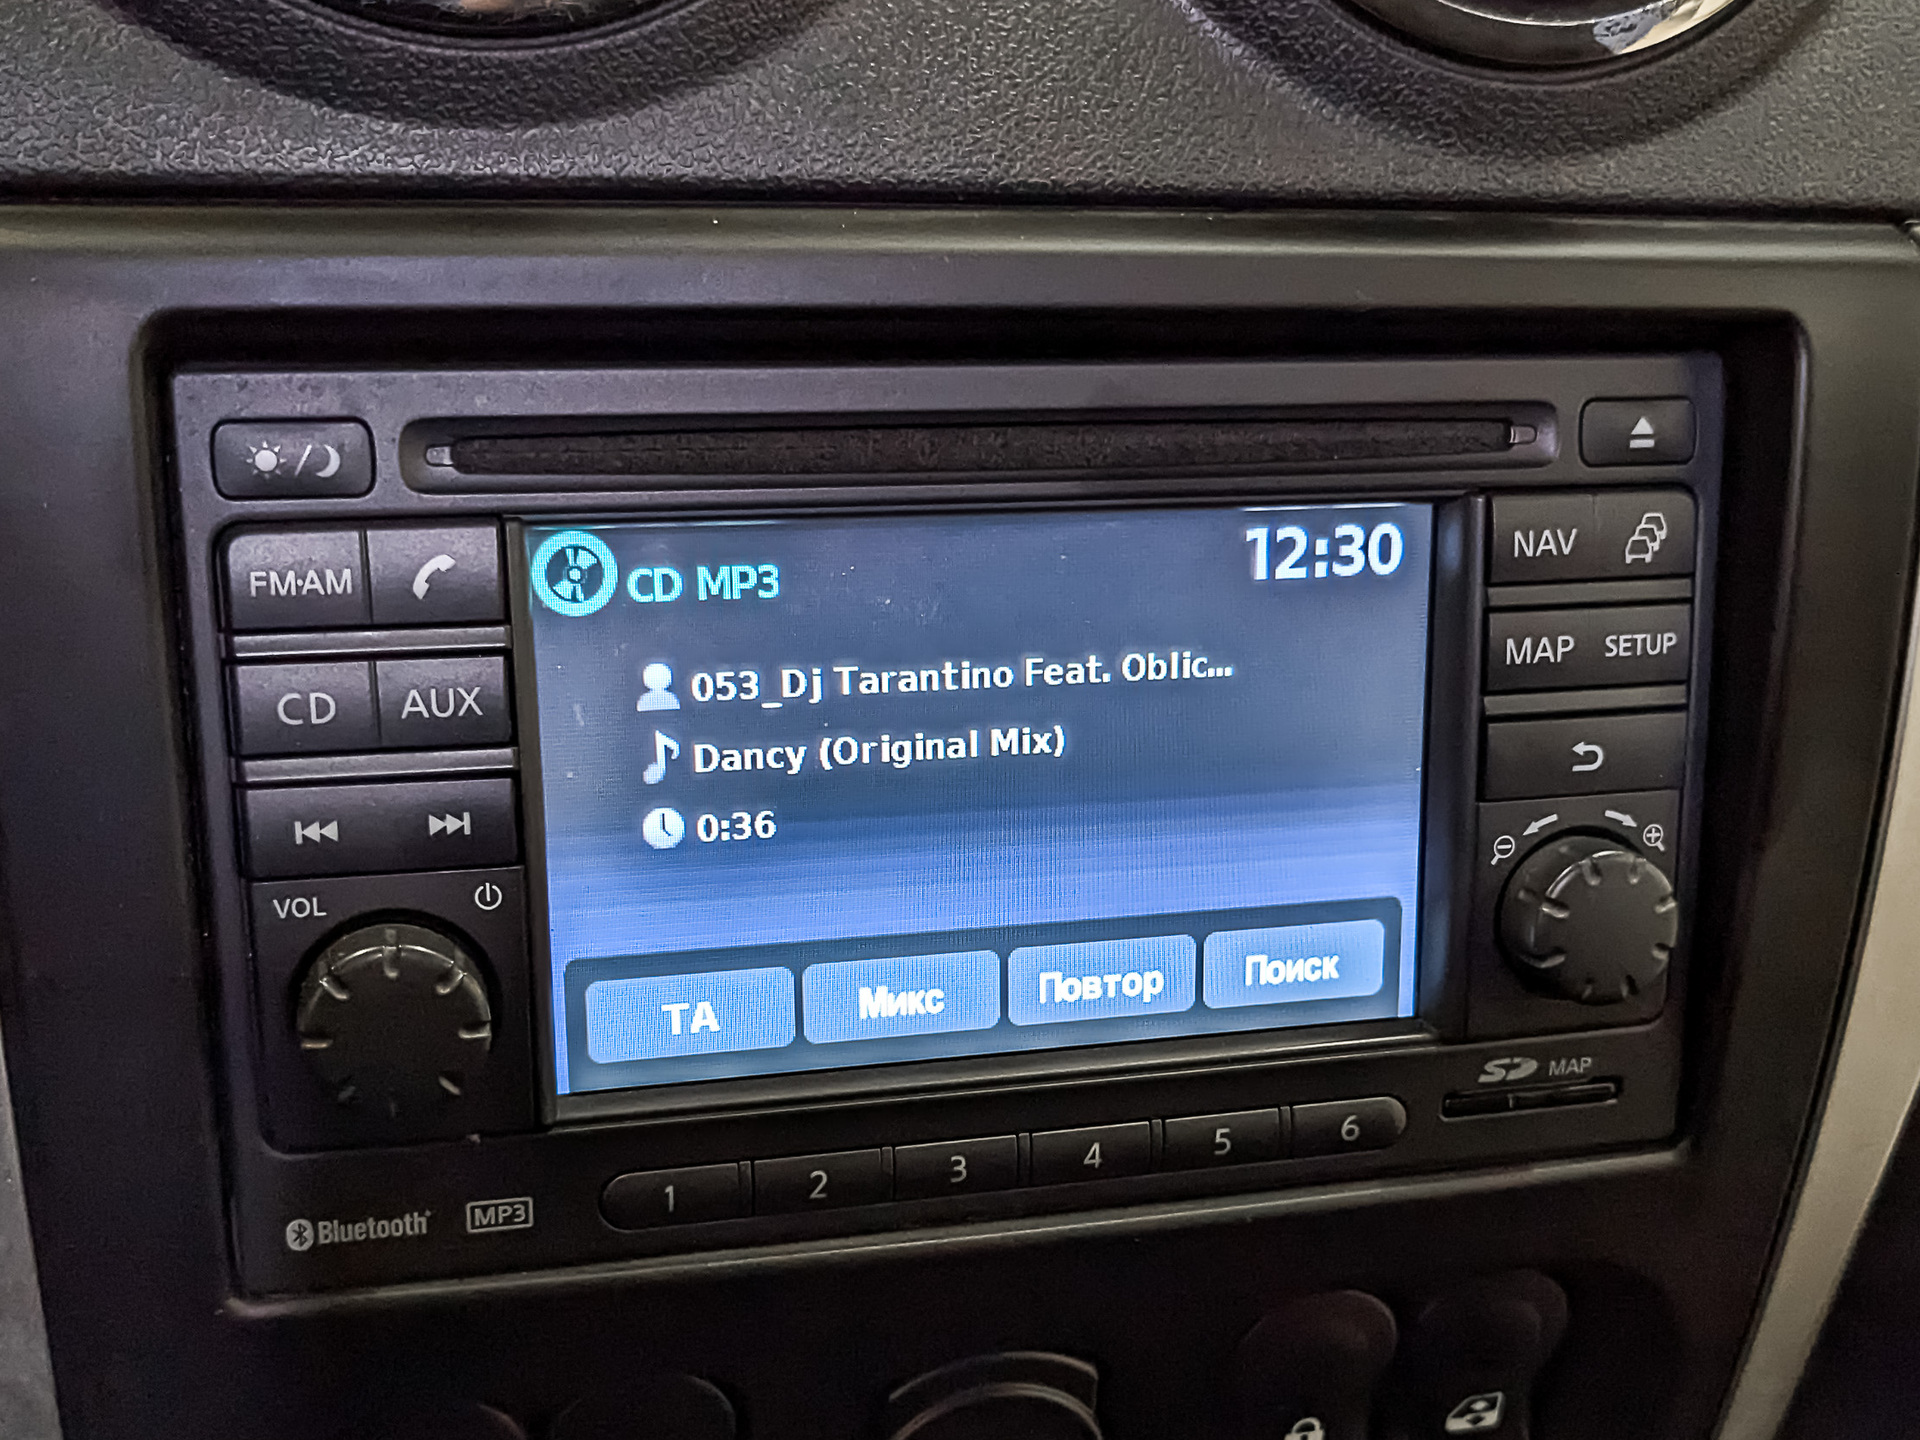 FM·AM
CD
AUX
VOL
CD MP3
12:30
053_Dj Tarantino Feat. Oblic...
Dancy (Original Mix)
0:36
TA
Микс
Повтор
Поиск
NAV
MAP
SETUP
SD MAP
1 2 3 4 5 6
Bluetooth
MP3